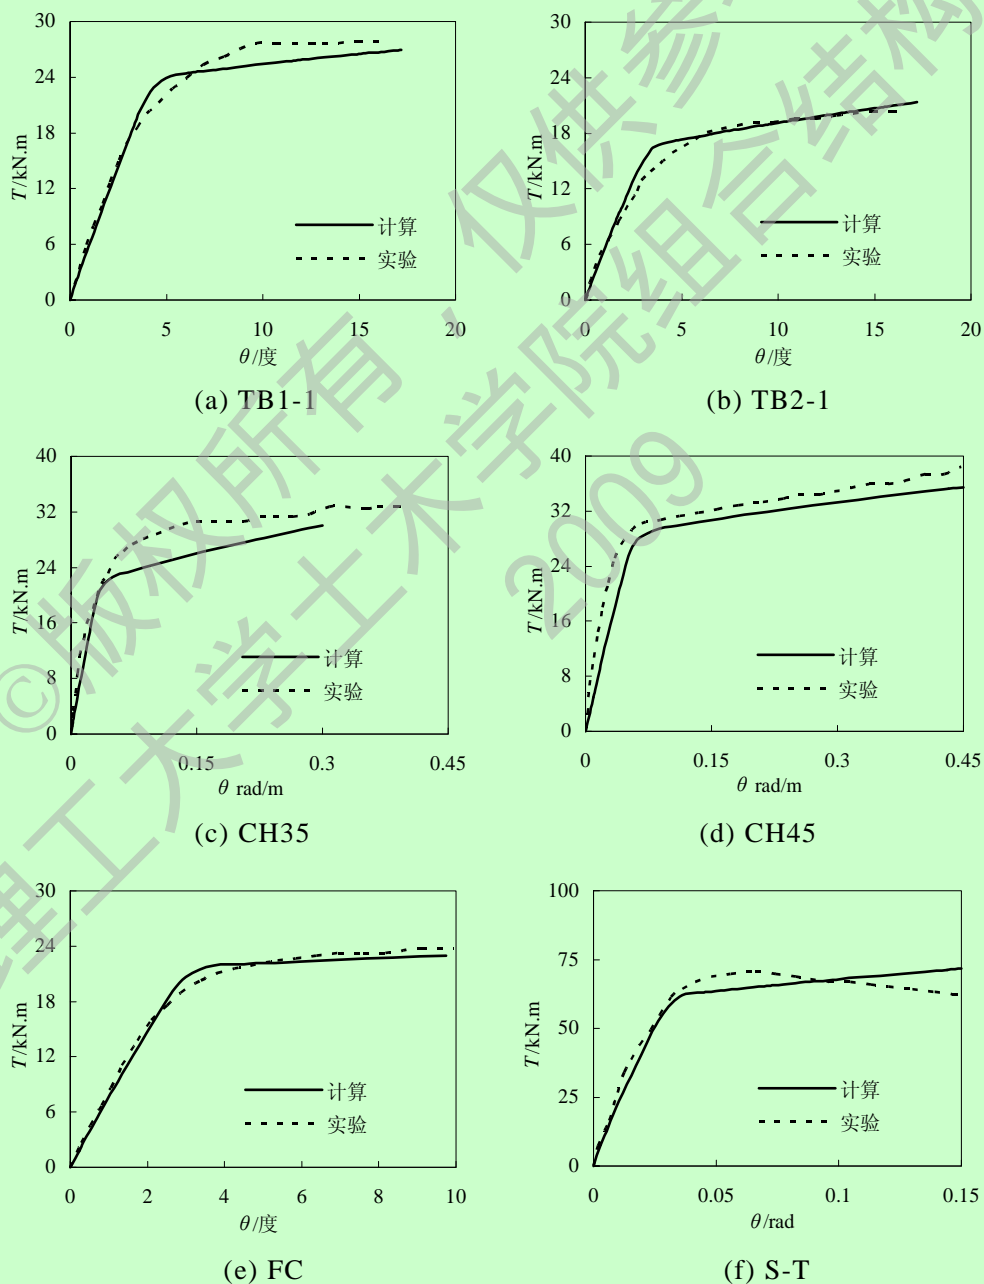 30
24
18
12
6
0
T/kN.m
计算
实验
0 5 10 15 20
θ/度
(a) TB1-1
30
24
18
12
6
0
T/kN.m
计算
实验
0 5 10 15 20
θ/度
(b) TB2-1
40
32
24
16
8
0
T/kN.m
计算
实验
0 0.15 0.3 0.45
θ rad/m
(c) CH35
40
32
24
16
8
0
T/kN.m
计算
实验
0 0.15 0.3 0.45
θ rad/m
(d) CH45
30
24
18
12
6
0
T/kN.m
计算
实验
0 2 4 6 8 10
θ/度
(e) FC
100
75
50
25
0
T/kN.m
计算
实验
0 0.05 0.1 0.15
θ/rad
(f) S-T
©版权所有，仅供参
理工大学土木学院组合结构
2009